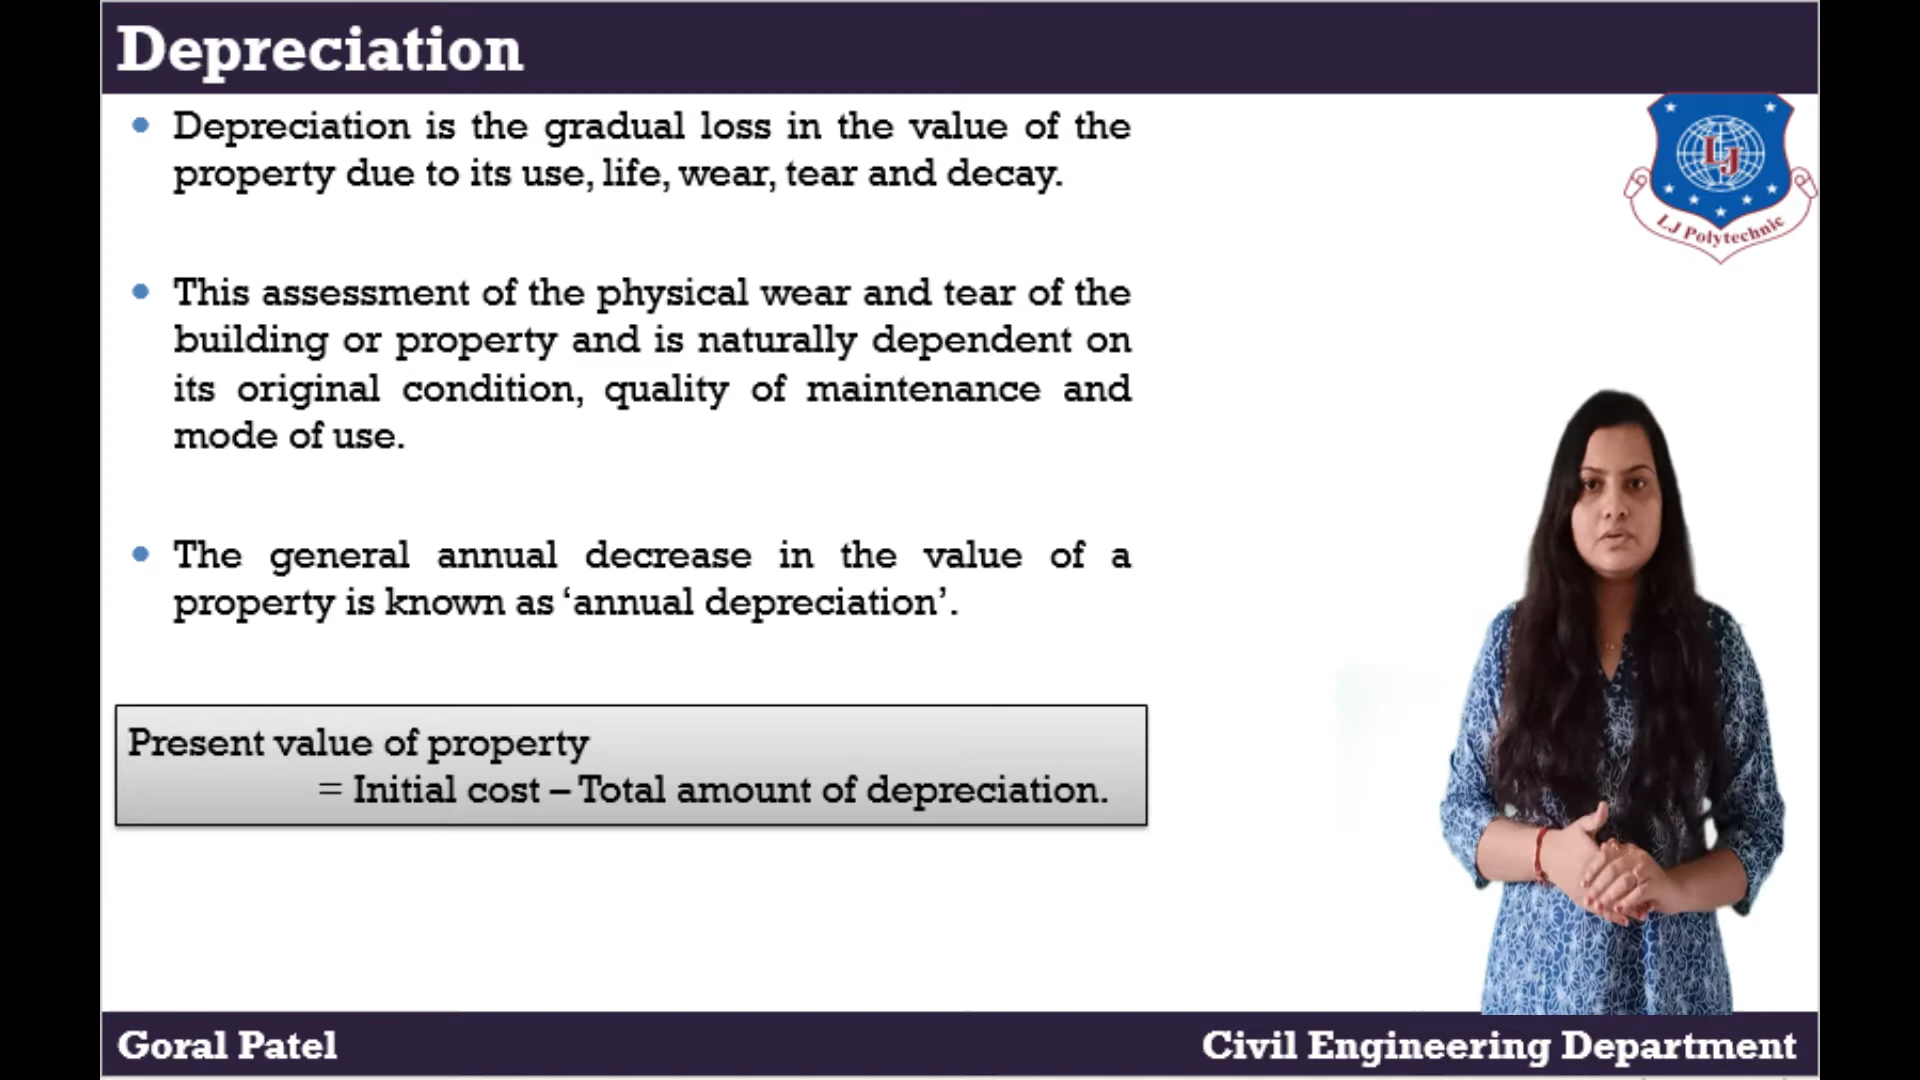 Depreciation
• Depreciation is the gradual loss in the value of the
property due to its use, life, wear, tear and decay.
• This assessment of the physical wear and tear of the
building or property and is naturally dependent on
its original condition, quality of maintenance and
mode of use.
• The general annual decrease in the value of a
property is known as ‘annual depreciation’.
Present value of property
= Initial cost – Total amount of depreciation.
LJ
LJ Polytechnic
Goral Patel
Civil Engineering Department